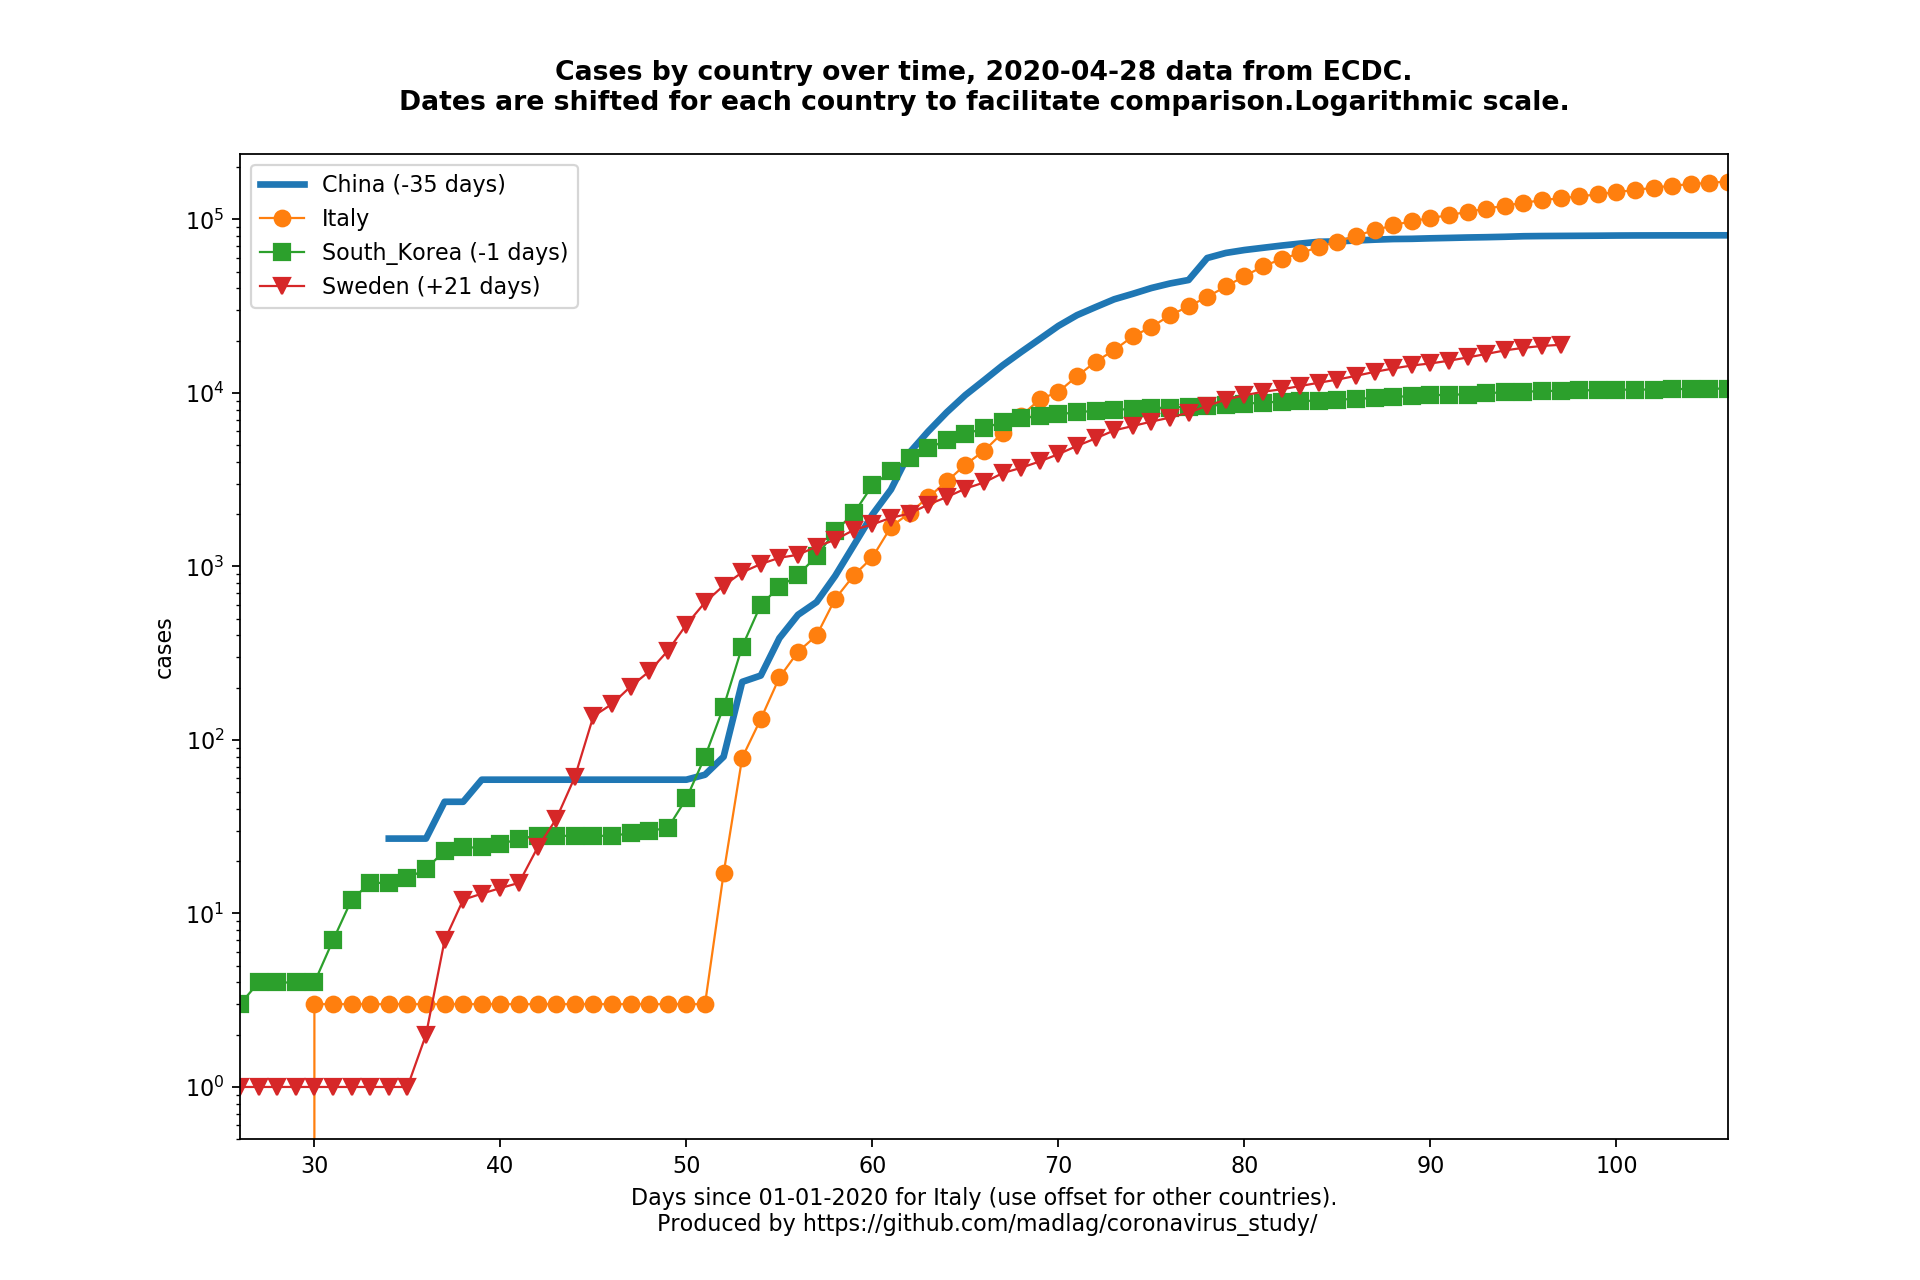 Cases by country over time, 2020-04-28 data from ECDC.
Dates are shifted for each country to facilitate comparison.Logarithmic scale.
China (-35 days)
Italy
South_Korea (-1 days)
Sweden (+21 days)
10^5
10^4
10^3
10^2
10^1
10^0
cases
30 40 50 60 70 80 90 100
Days since 01-01-2020 for Italy (use offset for other countries).
Produced by https://github.com/madlag/coronavirus_study/